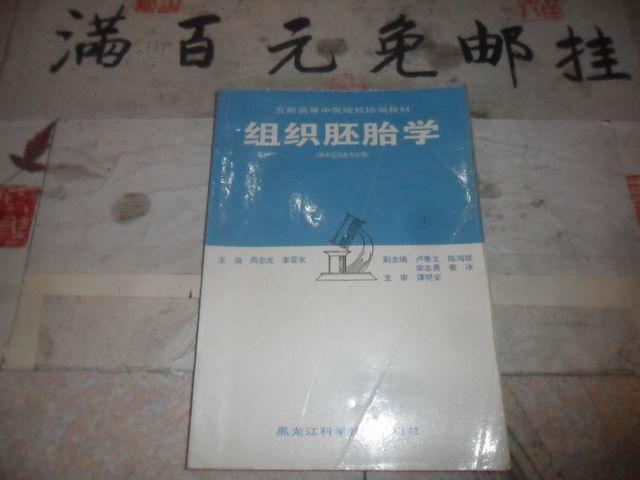 满百元免邮挂
五所高等中医院校协编教材
组织胚胎学
(供中医药类专业用)
主 编 周忠光 李亚东
副主编 卢秉文 陈鸿斌
栾志勇 姜 冰
主 审 谭明安
黑龙江科学 社